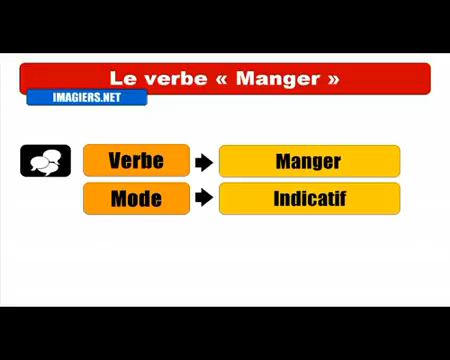 Le verbe « Manger »
IMAGIERS.NET
Verbe Manger
Mode Indicatif